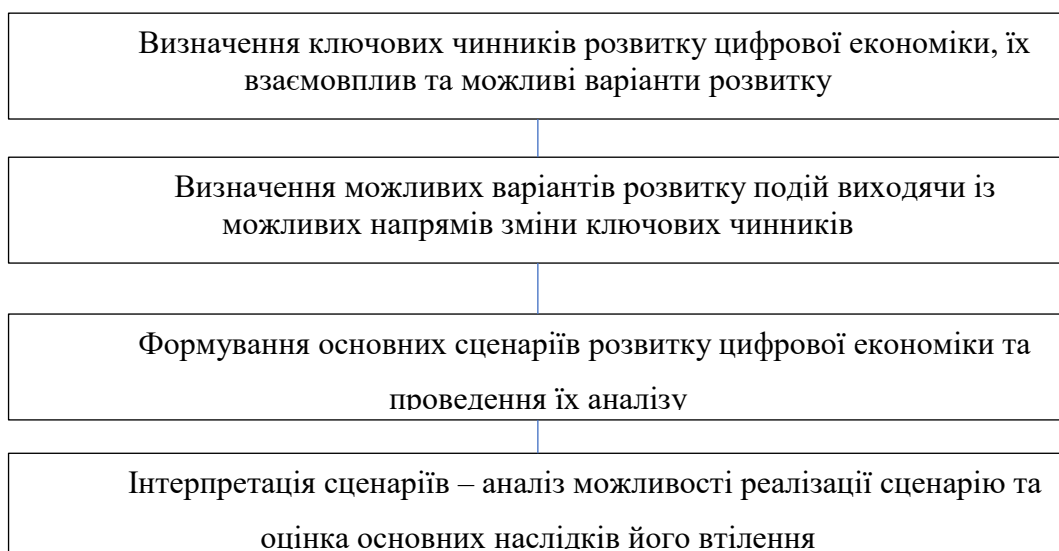 Визначення ключових чинників розвитку цифрової економіки, їх
взаємовплив та можливі варіанти розвитку
Визначення можливих варіантів розвитку подій виходячи із
можливих напрямів зміни ключових чинників
Формування основних сценаріїв розвитку цифрової економіки та
проведення їх аналізу
Інтерпретація сценаріїв – аналіз можливості реалізації сценарію та
оцінка основних наслідків його втілення